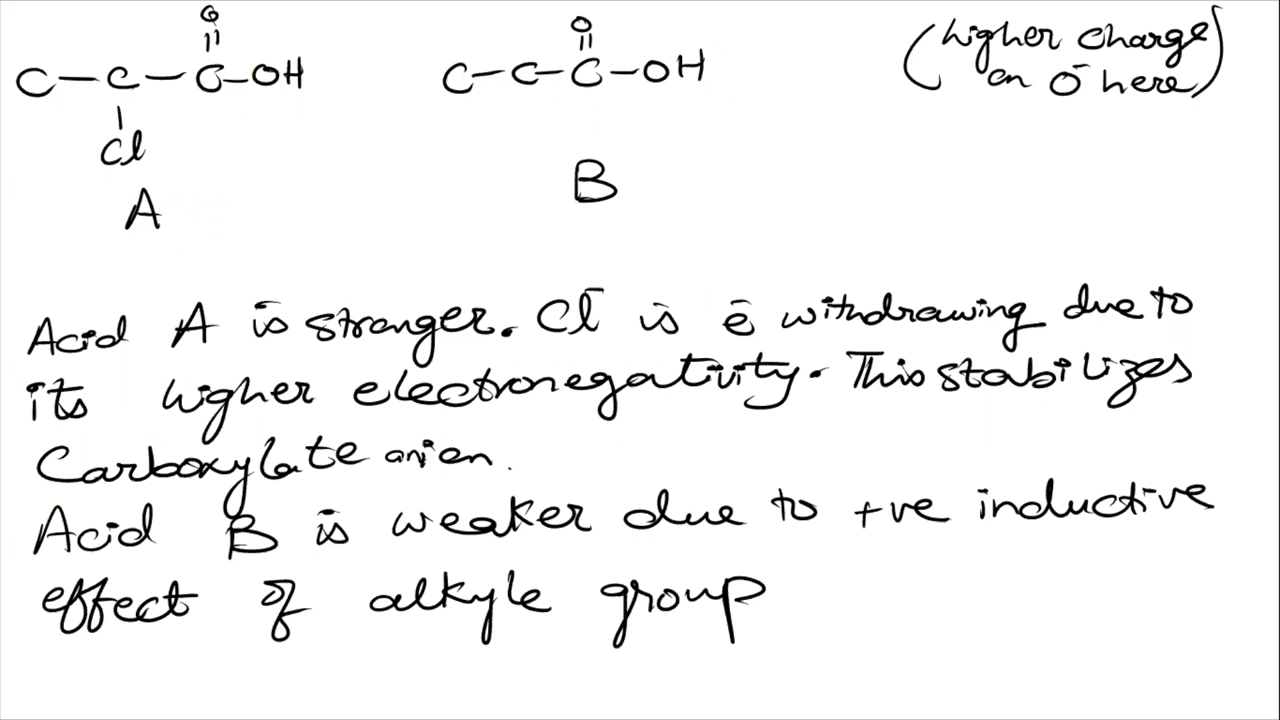 C—C—C—OH
O
Cl
A
C—C—C—OH
O
B
(higher charge
on O⁻ here)
Acid A is stronger. Cl⁻ is ē withdrawing due to
its higher electronegativity. This stabilizes
Carboxylate anion.
Acid B is weaker due to +ve inductive
effect of alkyle group